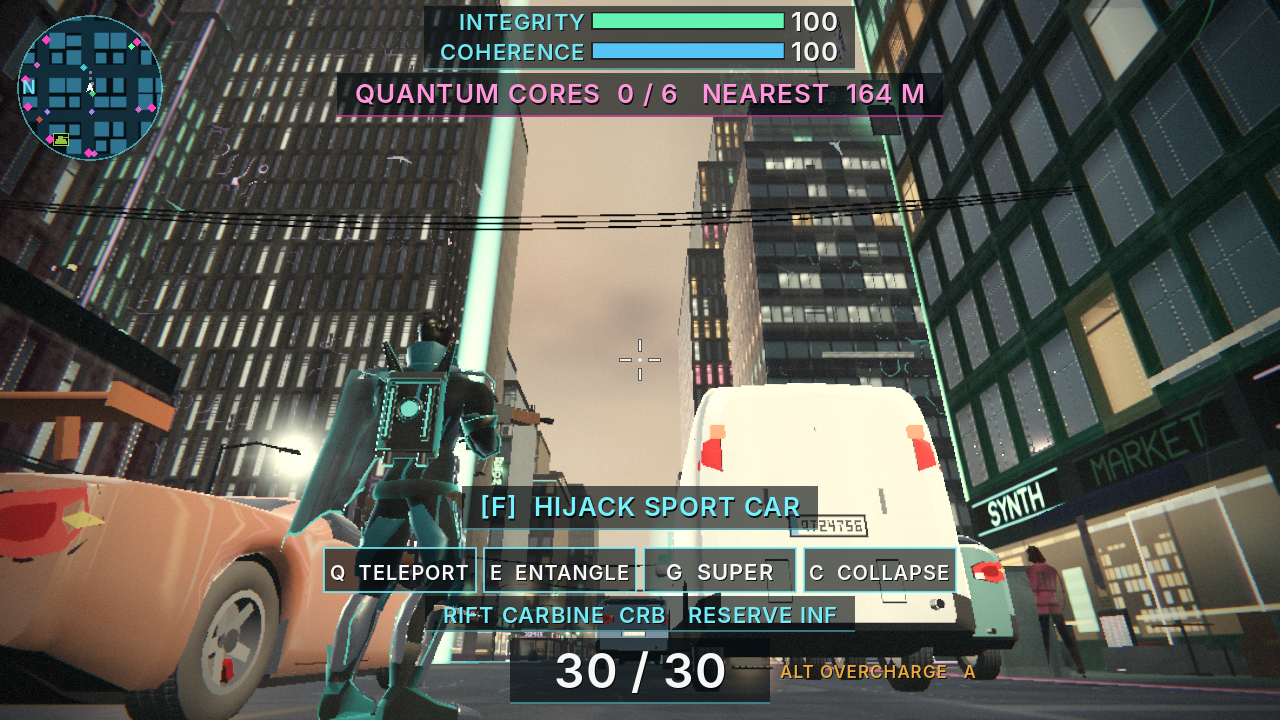 INTEGRITY 100
COHERENCE 100
QUANTUM CORES 0 / 6 NEAREST 164 M
N
MARKET
SYNTH
[F] HIJACK SPORT CAR
9724756
Q TELEPORT E ENTANGLE G SUPER C COLLAPSE
RIFT CARBINE CRB RESERVE INF
30 / 30
ALT OVERCHARGE A